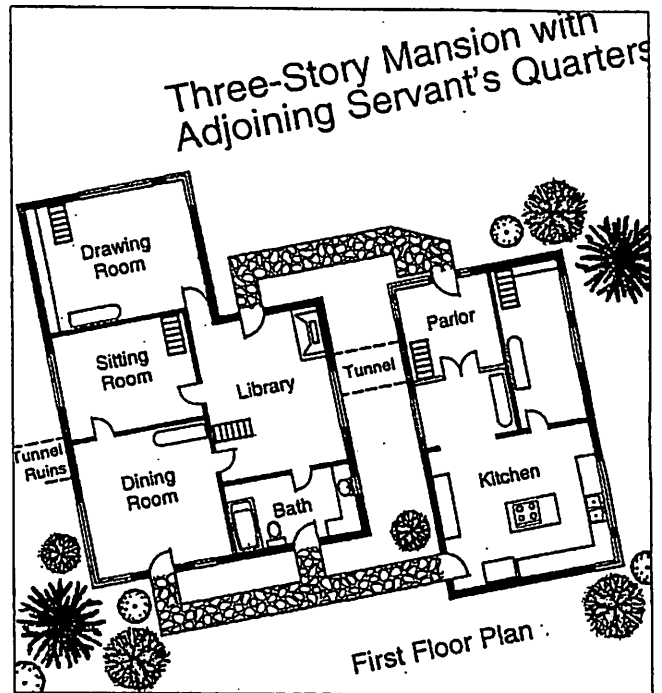 Three-Story Mansion with
Adjoining Servant's Quarters
Drawing
Room
Parlor
Sitting
Room
Library
Tunnel
Tunnel
Ruins
Dining
Room
Bath
Kitchen
First Floor Plan